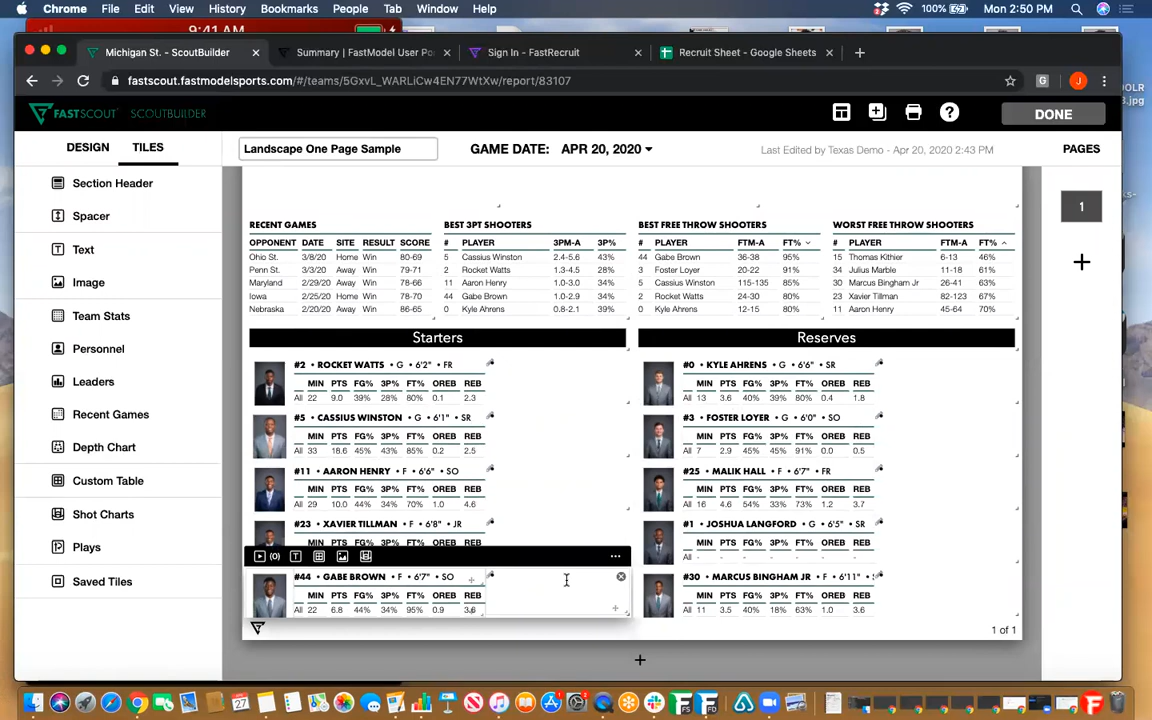 Chrome File Edit View History Bookmarks People Tab Window Help 100% Mon 2:50 PM
9:41 AM
Michigan St. - ScoutBuilder × Summary | FastModel User Po × Sign In - FastRecruit × Recruit Sheet - Google Sheets × +
fastscout.fastmodelsports.com/#/teams/5GxvL_WARLiCw4EN77WtXw/report/83107 G J
FASTSCOUT SCOUTBUILDER ? DONE
DESIGN TILES Landscape One Page Sample GAME DATE: APR 20, 2020 Last Edited by Texas Demo - Apr 20, 2020 2:43 PM PAGES
Section Header
Spacer
Text
Image
Team Stats
Personnel
Leaders
Recent Games
Depth Chart
Custom Table
Shot Charts
Plays
Saved Tiles
RECENT GAMES
OPPONENT DATE SITE RESULT SCORE
Ohio St. 3/8/20 Home Win 80-69
Penn St. 3/3/20 Away Win 79-71
Maryland 2/29/20 Away Win 78-66
Iowa 2/25/20 Home Win 78-70
Nebraska 2/20/20 Away Win 86-65
BEST 3PT SHOOTERS
# PLAYER 3PM-A 3P%
5 Cassius Winston 2.4-5.6 43%
2 Rocket Watts 1.3-4.5 28%
11 Aaron Henry 1.0-3.0 34%
44 Gabe Brown 1.0-2.9 34%
0 Kyle Ahrens 0.8-2.1 39%
BEST FREE THROW SHOOTERS
# PLAYER FTM-A FT%
44 Gabe Brown 36-38 95%
3 Foster Loyer 20-22 91%
5 Cassius Winston 115-135 85%
2 Rocket Watts 24-30 80%
0 Kyle Ahrens 12-15 80%
WORST FREE THROW SHOOTERS
# PLAYER FTM-A FT%
15 Thomas Kithier 6-13 46%
34 Julius Marble 11-18 61%
30 Marcus Bingham Jr 26-41 63%
23 Xavier Tillman 82-123 67%
11 Aaron Henry 45-64 70%
Starters
#2 • ROCKET WATTS • G • 6'2" • FR
MIN PTS FG% 3P% FT% OREB REB
All 22 9.0 39% 28% 80% 0.1 2.3
#5 • CASSIUS WINSTON • G • 6'1" • SR
MIN PTS FG% 3P% FT% OREB REB
All 33 18.6 45% 43% 85% 0.2 2.5
#11 • AARON HENRY • F • 6'6" • SO
MIN PTS FG% 3P% FT% OREB REB
All 29 10.0 44% 34% 70% 1.0 4.6
#23 • XAVIER TILLMAN • F • 6'8" • JR
MIN PTS FG% 3P% FT% OREB REB
(0) T
#44 • GABE BROWN • F • 6'7" • SO
MIN PTS FG% 3P% FT% OREB REB
All 22 6.8 44% 34% 95% 0.9 3.6
Reserves
#0 • KYLE AHRENS • G • 6'6" • SR
MIN PTS FG% 3P% FT% OREB REB
All 13 3.6 40% 39% 80% 0.4 1.8
#3 • FOSTER LOYER • G • 6'0" • SO
MIN PTS FG% 3P% FT% OREB REB
All 7 2.9 45% 45% 91% 0.0 0.5
#25 • MALIK HALL • F • 6'7" • FR
MIN PTS FG% 3P% FT% OREB REB
All 16 4.6 54% 33% 73% 1.2 3.7
#1 • JOSHUA LANGFORD • G • 6'5" • SR
MIN PTS FG% 3P% FT% OREB REB
All - - - - - - -
#30 • MARCUS BINGHAM JR • F • 6'11" •
MIN PTS FG% 3P% FT% OREB REB
All 11 3.5 40% 18% 63% 1.0 3.6
1 of 1
1
+